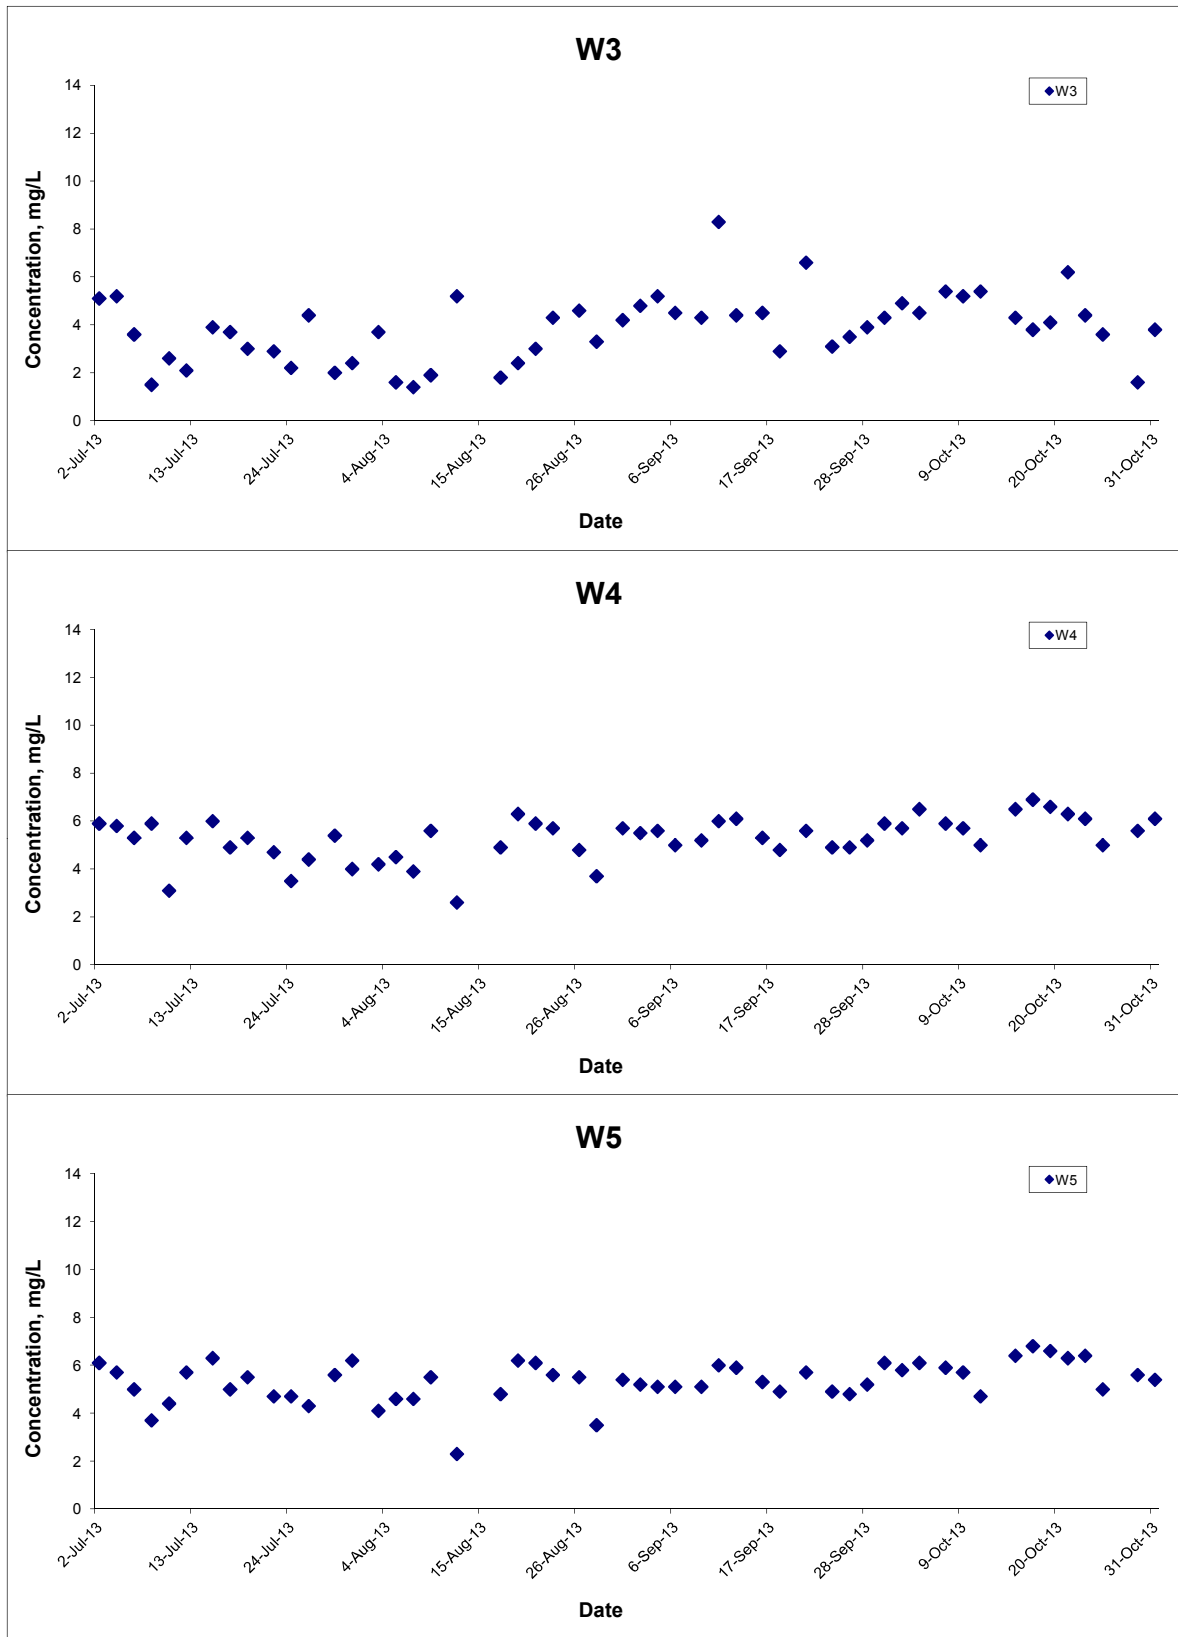 W3
W3
14
12
10
8
6
4
2
0
Concentration, mg/L
2-Jul-13
13-Jul-13
24-Jul-13
4-Aug-13
15-Aug-13
26-Aug-13
6-Sep-13
17-Sep-13
28-Sep-13
9-Oct-13
20-Oct-13
31-Oct-13
Date
W4
W4
14
12
10
8
6
4
2
0
Concentration, mg/L
2-Jul-13
13-Jul-13
24-Jul-13
4-Aug-13
15-Aug-13
26-Aug-13
6-Sep-13
17-Sep-13
28-Sep-13
9-Oct-13
20-Oct-13
31-Oct-13
Date
W5
W5
14
12
10
8
6
4
2
0
Concentration, mg/L
2-Jul-13
13-Jul-13
24-Jul-13
4-Aug-13
15-Aug-13
26-Aug-13
6-Sep-13
17-Sep-13
28-Sep-13
9-Oct-13
20-Oct-13
31-Oct-13
Date